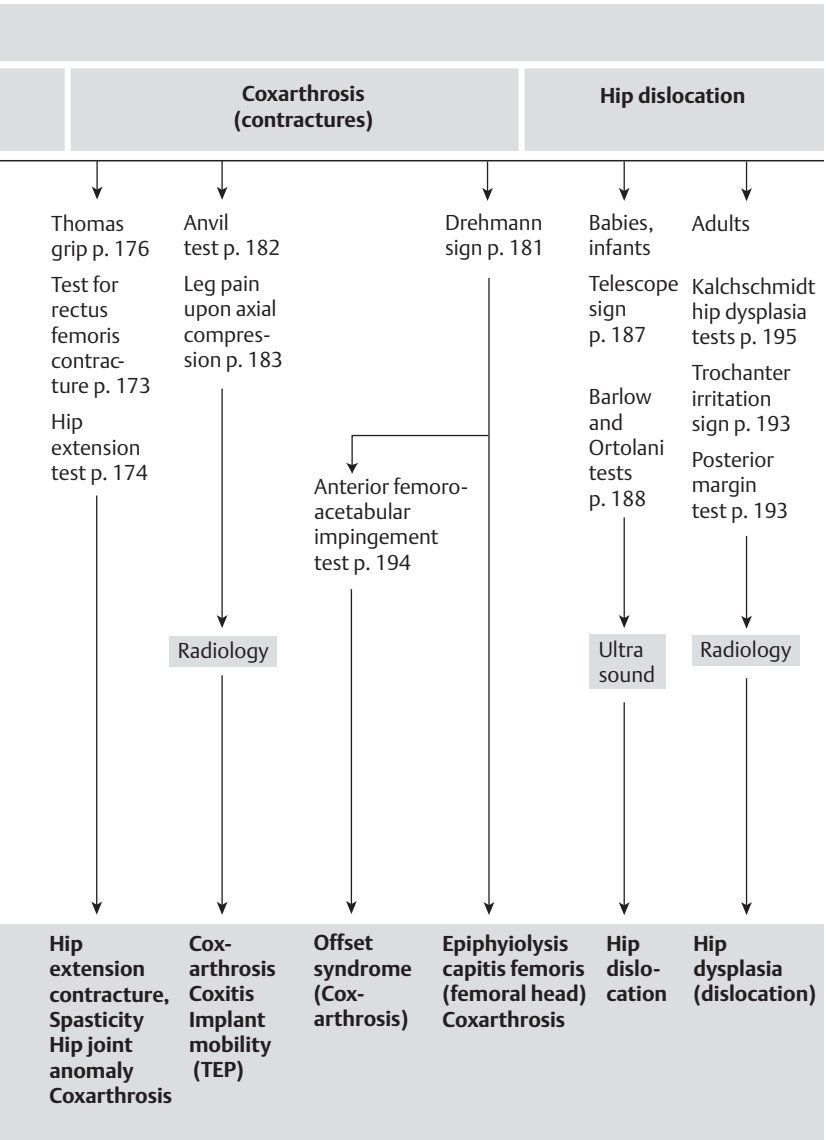 Coxarthrosis
(contractures)
Hip dislocation
Thomas
grip p. 176
Test for
rectus
femoris
contrac-
ture p. 173
Hip
extension
test p. 174
Anvil
test p. 182
Leg pain
upon axial
compres-
sion p. 183
Radiology
Drehmann
sign p. 181
Anterior femoro-
acetabular
impingement
test p. 194
Babies,
infants
Telescope
sign
p. 187
Barlow
and
Ortolani
tests
p. 188
Ultra
sound
Adults
Kalchschmidt
hip dysplasia
tests p. 195
Trochanter
irritation
sign p. 193
Posterior
margin
test p. 193
Radiology
Hip
extension
contracture,
Spasticity
Hip joint
anomaly
Coxarthrosis
Cox-
arthrosis
Coxitis
Implant
mobility
(TEP)
Offset
syndrome
(Cox-
arthrosis)
Epiphyiolysis
capitis femoris
(femoral head)
Coxarthrosis
Hip
dislo-
cation
Hip
dysplasia
(dislocation)